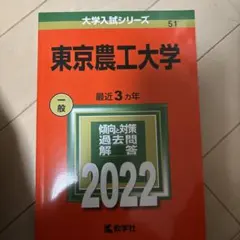 大学入試シリーズ
51
東京農工大学
一般
最近3ヵ年
傾向と対策
過去問
解答
2022
教学社